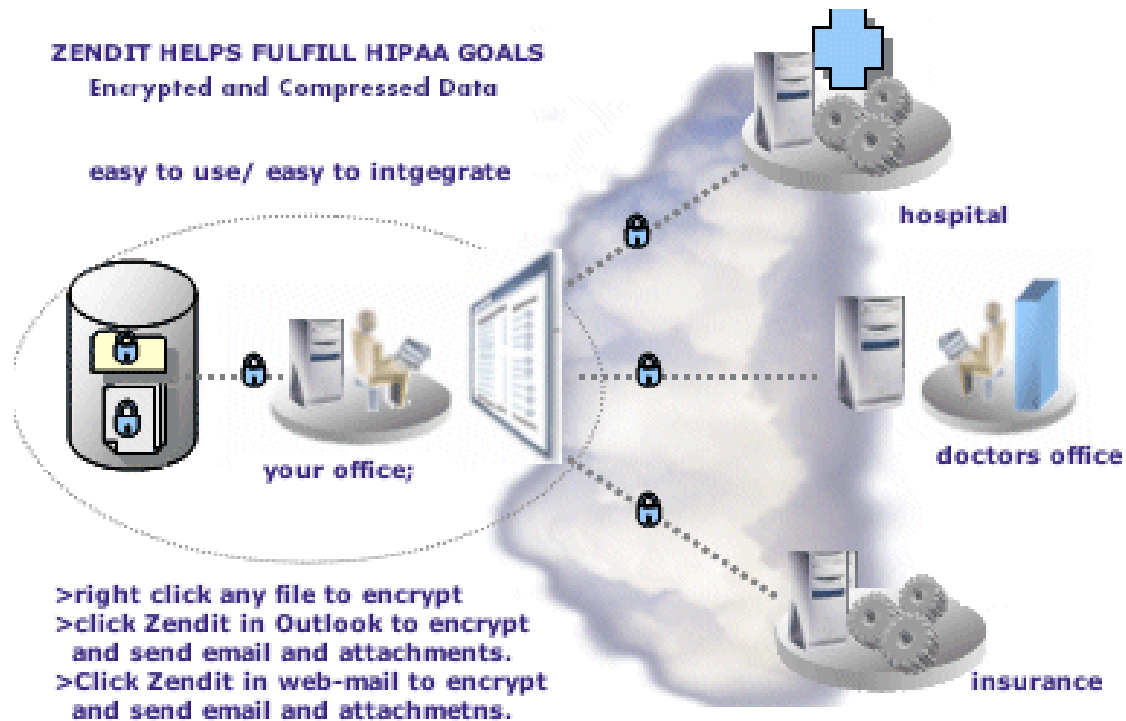 ZENDIT HELPS FULFILL HIPAA GOALS
Encrypted and Compressed Data
easy to use/ easy to intgegrate
hospital
doctors office
your office;
>right click any file to encrypt
>click Zendit in Outlook to encrypt
and send email and attachments.
>Click Zendit in web-mail to encrypt
and send email and attachmetns.
insurance